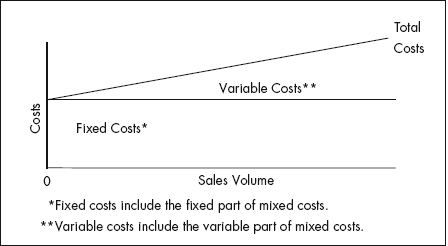 Total
Costs
Variable Costs**
Costs
Fixed Costs*
0
Sales Volume
*Fixed costs include the fixed part of mixed costs.
**Variable costs include the variable part of mixed costs.